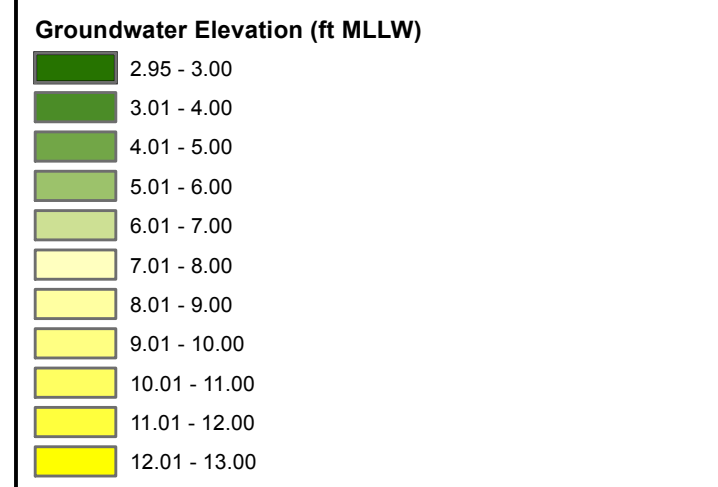 Groundwater Elevation (ft MLLW)
2.95 - 3.00
3.01 - 4.00
4.01 - 5.00
5.01 - 6.00
6.01 - 7.00
7.01 - 8.00
8.01 - 9.00
9.01 - 10.00
10.01 - 11.00
11.01 - 12.00
12.01 - 13.00